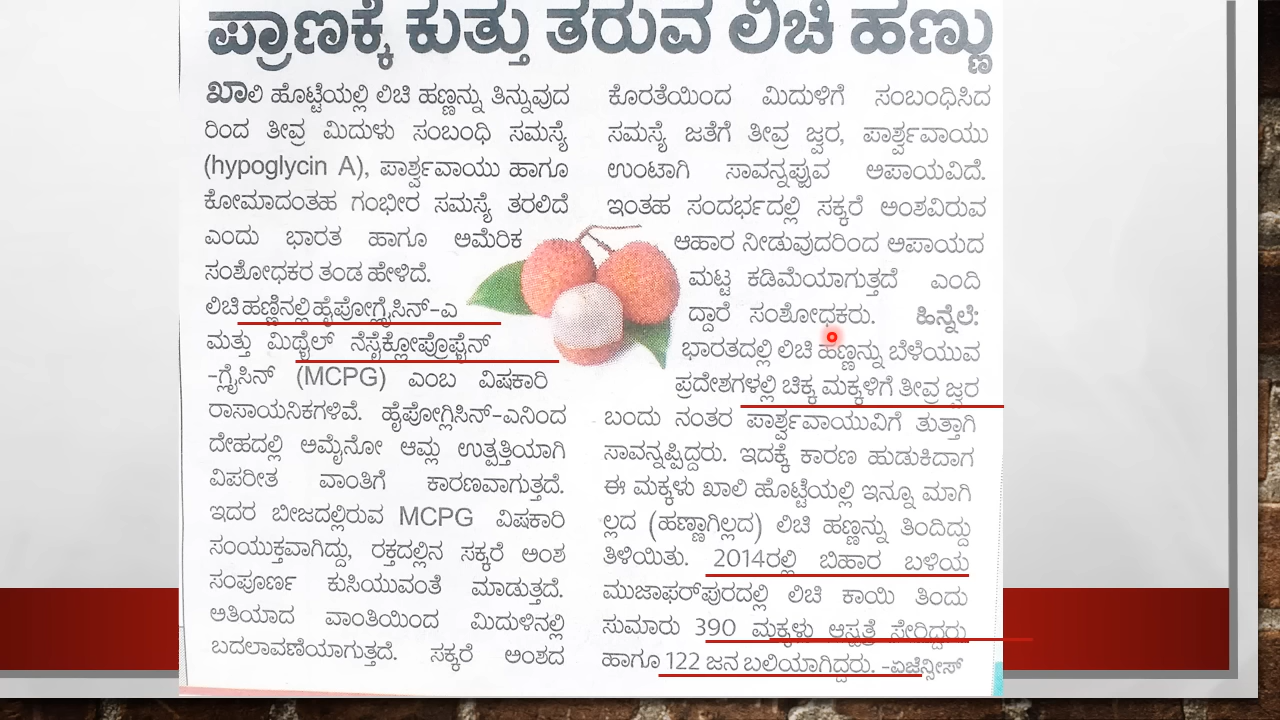 ಪ್ರಾಣಕ್ಕೆ ಕುತ್ತು ತರುವ ಲಿಚಿ ಹಣ್ಣು
ಖಾಲಿ ಹೊಟ್ಟೆಯಲ್ಲಿ ಲಿಚಿ ಹಣ್ಣನ್ನು ತಿನ್ನುವುದ
ರಿಂದ ತೀವ್ರ ಮಿದುಳು ಸಂಬಂಧಿ ಸಮಸ್ಯೆ
(hypoglycin A), ಪಾರ್ಶ್ವವಾಯು ಹಾಗೂ
ಕೋಮಾದಂತಹ ಗಂಭೀರ ಸಮಸ್ಯೆ ತರಲಿದೆ
ಎಂದು ಭಾರತ ಹಾಗೂ ಅಮೆರಿಕ
ಸಂಶೋಧಕರ ತಂಡ ಹೇಳಿದೆ.
ಲಿಚಿ ಹಣ್ಣಿನಲ್ಲಿ ಹೈಪೋಗ್ಲೈಸಿನ್-ಎ
ಮತ್ತು ಮಿಥೈಲ್ ನೆಸೈಕ್ಲೋಪ್ರೊಫೈನ್
-ಗ್ಲೈಸಿನ್ (MCPG) ಎಂಬ ವಿಷಕಾರಿ
ರಾಸಾಯನಿಕಗಳಿವೆ. ಹೈಪೋಗ್ಲಿಸಿನ್-ಎನಿಂದ
ದೇಹದಲ್ಲಿ ಅಮೈನೋ ಆಮ್ಲ ಉತ್ಪತ್ತಿಯಾಗಿ
ವಿಪರೀತ ವಾಂತಿಗೆ ಕಾರಣವಾಗುತ್ತದೆ.
ಇದರ ಬೀಜದಲ್ಲಿರುವ MCPG ವಿಷಕಾರಿ
ಸಂಯುಕ್ತವಾಗಿದ್ದು, ರಕ್ತದಲ್ಲಿನ ಸಕ್ಕರೆ ಅಂಶ
ಸಂಪೂರ್ಣ ಕುಸಿಯುವಂತೆ ಮಾಡುತ್ತದೆ.
ಅತಿಯಾದ ವಾಂತಿಯಿಂದ ಮಿದುಳಿನಲ್ಲಿ
ಬದಲಾವಣೆಯಾಗುತ್ತದೆ. ಸಕ್ಕರೆ ಅಂಶದ
ಕೊರತೆಯಿಂದ ಮಿದುಳಿಗೆ ಸಂಬಂಧಿಸಿದ
ಸಮಸ್ಯೆ ಜತೆಗೆ ತೀವ್ರ ಜ್ವರ, ಪಾರ್ಶ್ವವಾಯು
ಉಂಟಾಗಿ ಸಾವನ್ನಪ್ಪುವ ಅಪಾಯವಿದೆ.
ಇಂತಹ ಸಂದರ್ಭದಲ್ಲಿ ಸಕ್ಕರೆ ಅಂಶವಿರುವ
ಆಹಾರ ನೀಡುವುದರಿಂದ ಅಪಾಯದ
ಮಟ್ಟ ಕಡಿಮೆಯಾಗುತ್ತದೆ ಎಂದಿ
ದ್ದಾರೆ ಸಂಶೋಧಕರು. ಹಿನ್ನೆಲೆ:
ಭಾರತದಲ್ಲಿ ಲಿಚಿ ಹಣ್ಣನ್ನು ಬೆಳೆಯುವ
ಪ್ರದೇಶಗಳಲ್ಲಿ ಚಿಕ್ಕ ಮಕ್ಕಳಿಗೆ ತೀವ್ರ ಜ್ವರ
ಬಂದು ನಂತರ ಪಾರ್ಶ್ವವಾಯುವಿಗೆ ತುತ್ತಾಗಿ
ಸಾವನ್ನಪ್ಪಿದ್ದರು. ಇದಕ್ಕೆ ಕಾರಣ ಹುಡುಕಿದಾಗ
ಈ ಮಕ್ಕಳು ಖಾಲಿ ಹೊಟ್ಟೆಯಲ್ಲಿ ಇನ್ನೂ ಮಾಗಿ
ಲ್ಲದ (ಹಣ್ಣಾಗಿಲ್ಲದ) ಲಿಚಿ ಹಣ್ಣನ್ನು ತಿಂದಿದ್ದು
ತಿಳಿಯಿತು. 2014ರಲ್ಲಿ ಬಿಹಾರ ಬಳಿಯ
ಮುಜಾಫರ್‌ಪುರದಲ್ಲಿ ಲಿಚಿ ಕಾಯಿ ತಿಂದು
ಸುಮಾರು 390 ಮಕ್ಕಳು ಆಸ್ಪತ್ರೆ ಸೇರಿದ್ದರು
ಹಾಗೂ 122 ಜನ ಬಲಿಯಾಗಿದ್ದರು. -ಏಜೆನ್ಸೀಸ್